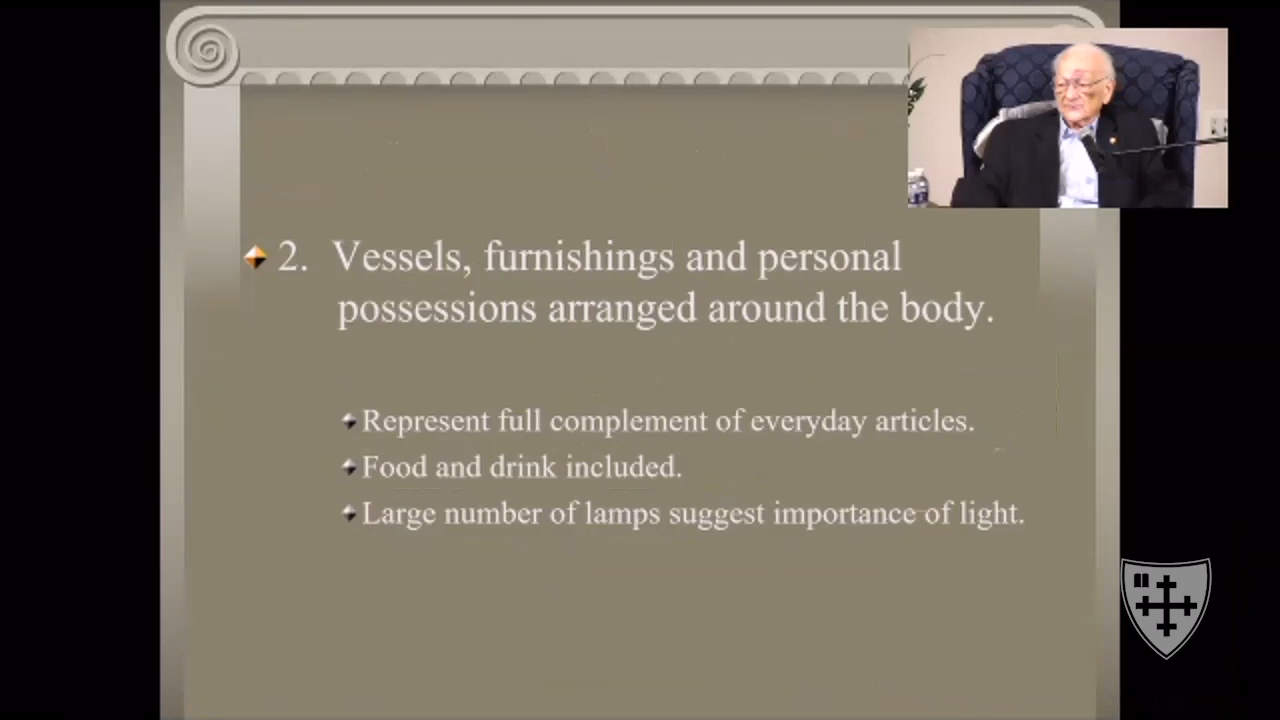 2. Vessels, furnishings and personal
possessions arranged around the body.
Represent full complement of everyday articles.
Food and drink included.
Large number of lamps suggest importance of light.